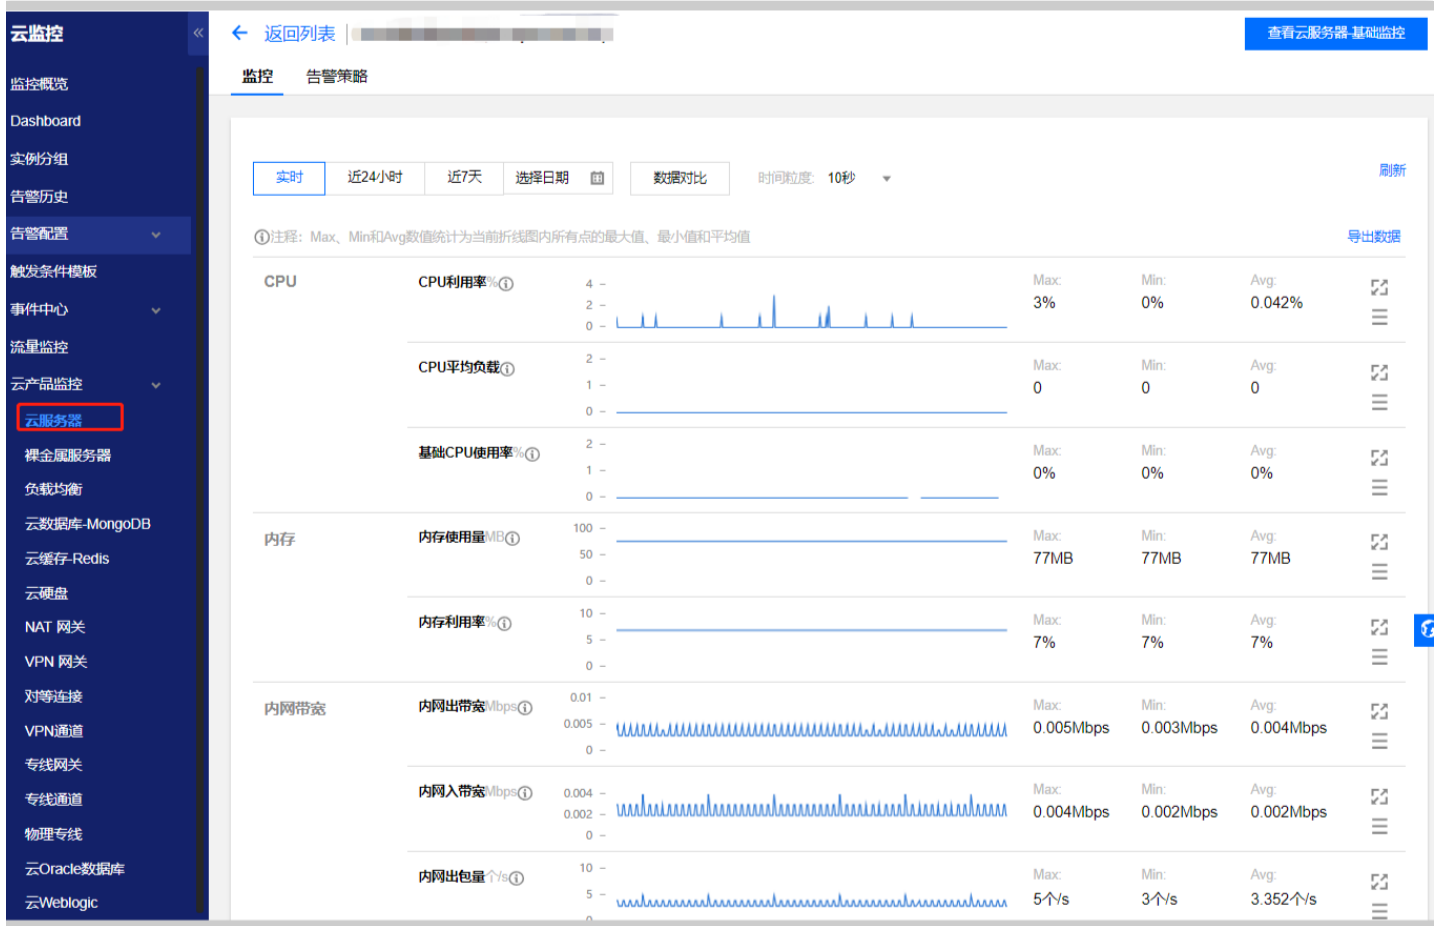 云监控
«
监控概览
Dashboard
实例分组
告警历史
告警配置
触发条件模板
事件中心
流量监控
云产品监控
云服务器
裸金属服务器
负载均衡
云数据库-MongoDB
云缓存-Redis
云硬盘
NAT 网关
VPN 网关
对等连接
VPN通道
专线网关
专线通道
物理专线
云Oracle数据库
云Weblogic
返回列表
查看云服务器-基础监控
监控 告警策略
实时 近24小时 近7天 选择日期 数据对比 时间粒度: 10秒
刷新
注释：Max、Min和Avg数值统计为当前折线图内所有点的最大值、最小值和平均值
导出数据
CPU
CPU利用率%
4
2
0
Max: Min: Avg:
3% 0% 0.042%
CPU平均负载
2
1
0
Max: Min: Avg:
0 0 0
基础CPU使用率%
2
1
0
Max: Min: Avg:
0% 0% 0%
内存
内存使用量MB
100
50
0
Max: Min: Avg:
77MB 77MB 77MB
内存利用率%
10
5
0
Max: Min: Avg:
7% 7% 7%
内网带宽
内网出带宽Mbps
0.01
0.005
0
Max: Min: Avg:
0.005Mbps 0.003Mbps 0.004Mbps
内网入带宽Mbps
0.004
0.002
0
Max: Min: Avg:
0.004Mbps 0.002Mbps 0.002Mbps
内网出包量个/s
10
5
0
Max: Min: Avg:
5个/s 3个/s 3.352个/s